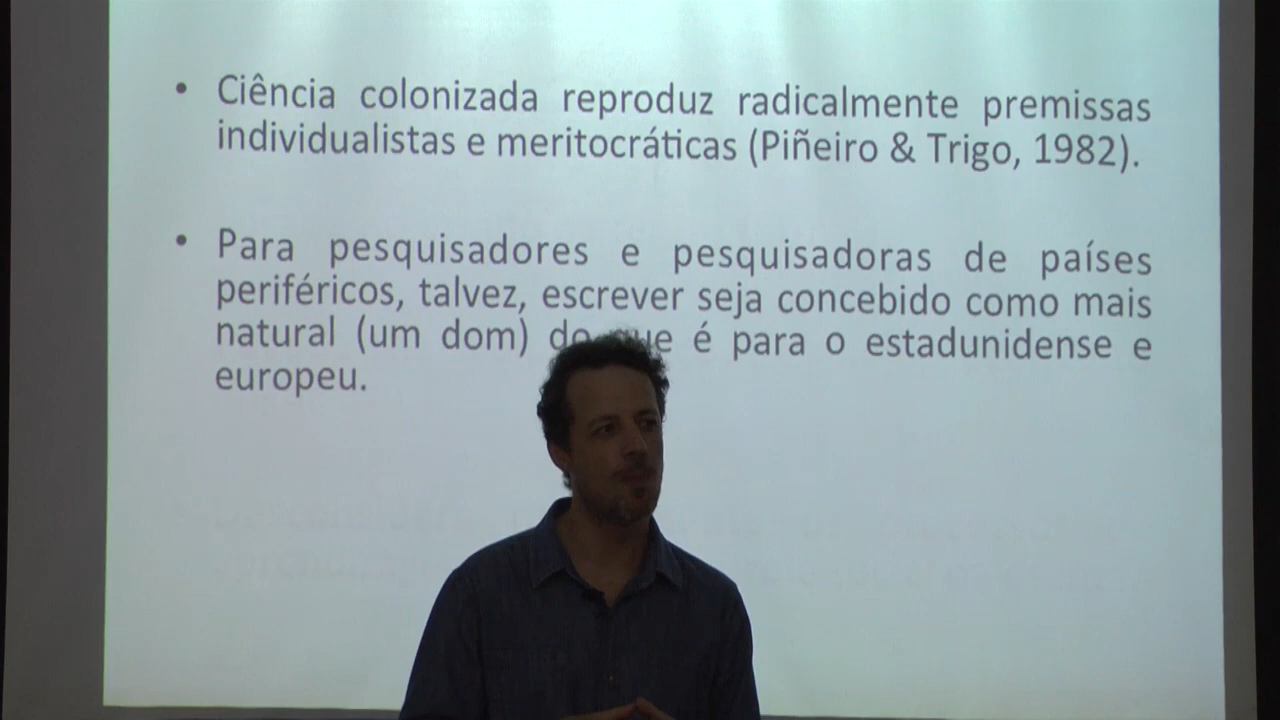 • Ciência colonizada reproduz radicalmente premissas
individualistas e meritocráticas (Piñeiro & Trigo, 1982).
• Para pesquisadores e pesquisadoras de países
periféricos, talvez, escrever seja concebido como mais
natural (um dom) do que é para o estadunidense e
europeu.